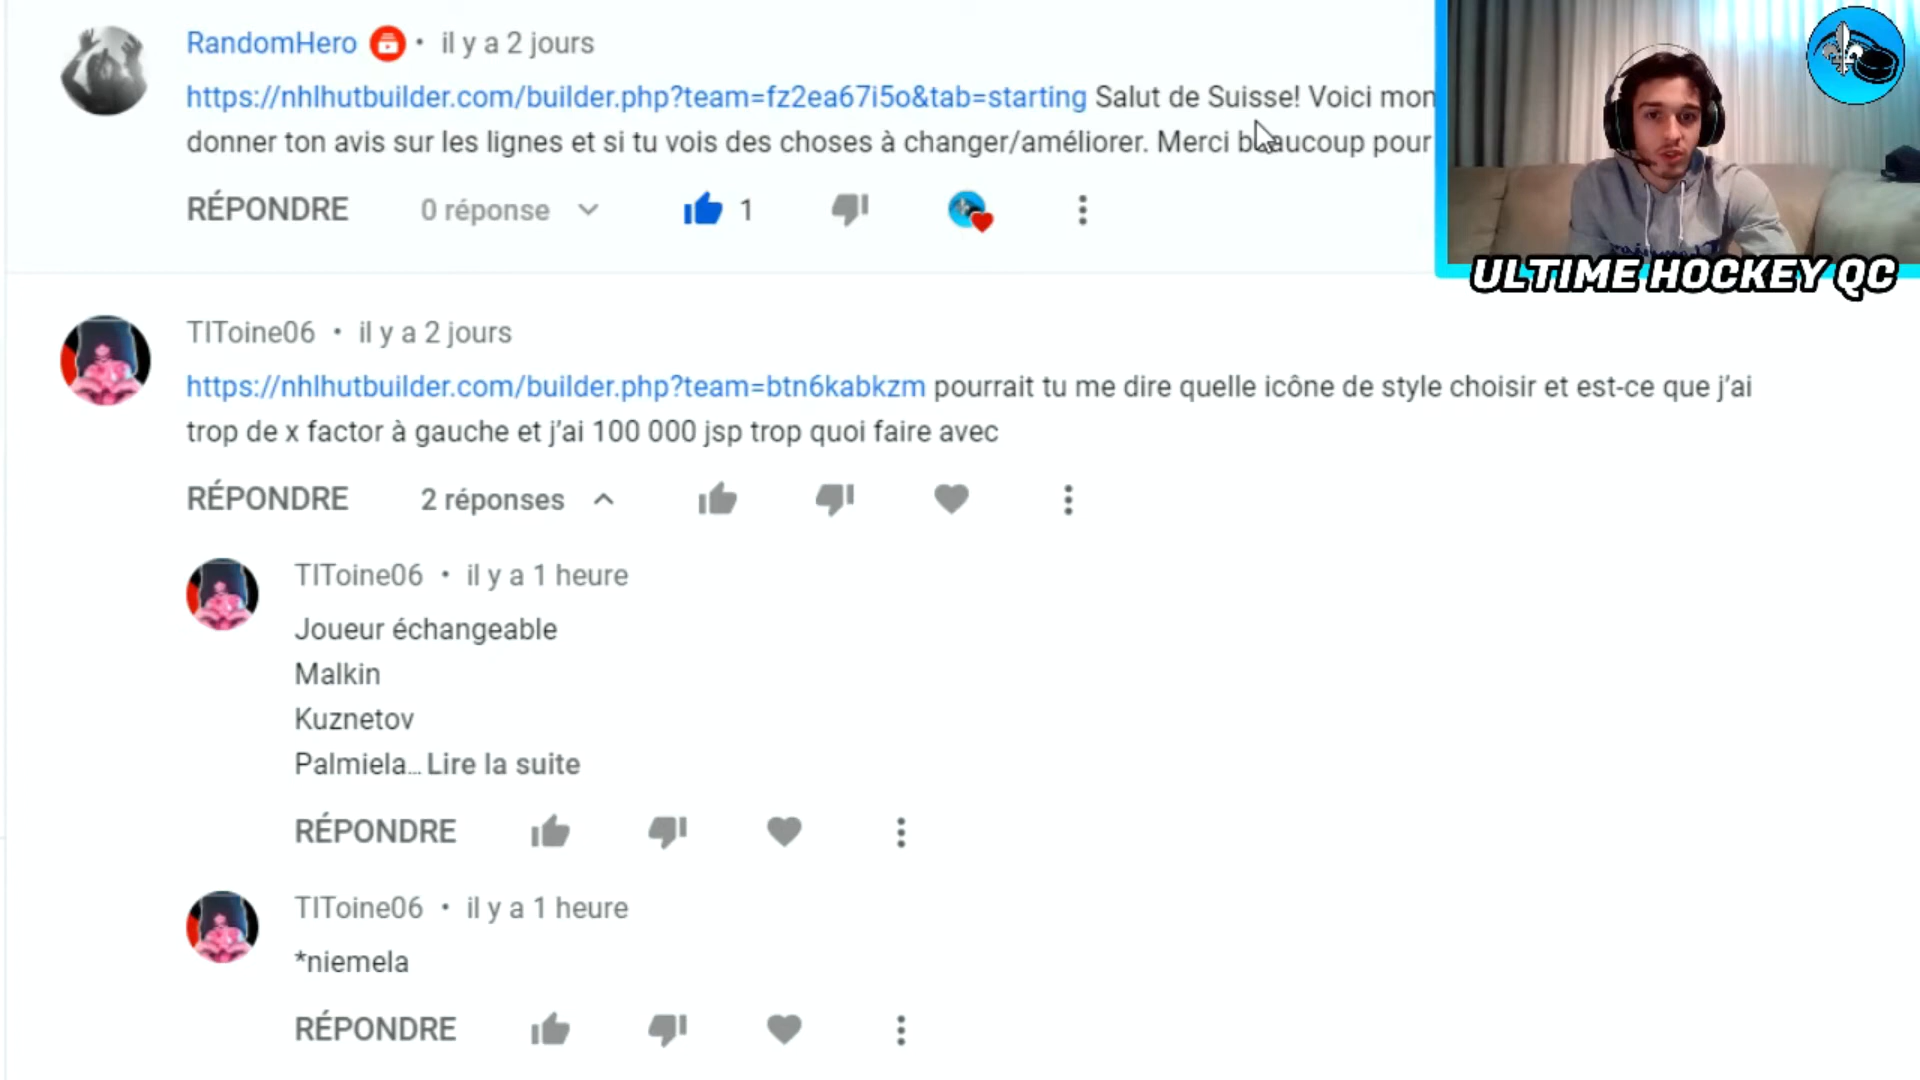 RandomHero • il y a 2 jours
https://nhlhutbuilder.com/builder.php?team=fz2ea67i5o&tab=starting Salut de Suisse! Voici mon
donner ton avis sur les lignes et si tu vois des choses à changer/améliorer. Merci beaucoup pour
RÉPONDRE 0 réponse 1
ULTIME HOCKEY QC
TIToine06 • il y a 2 jours
https://nhlhutbuilder.com/builder.php?team=btn6kabkzm pourrait tu me dire quelle icône de style choisir et est-ce que j’ai
trop de x factor à gauche et j’ai 100 000 jsp trop quoi faire avec
RÉPONDRE 2 réponses
TIToine06 • il y a 1 heure
Joueur échangeable
Malkin
Kuznetov
Palmiela... Lire la suite
RÉPONDRE
TIToine06 • il y a 1 heure
*niemela
RÉPONDRE